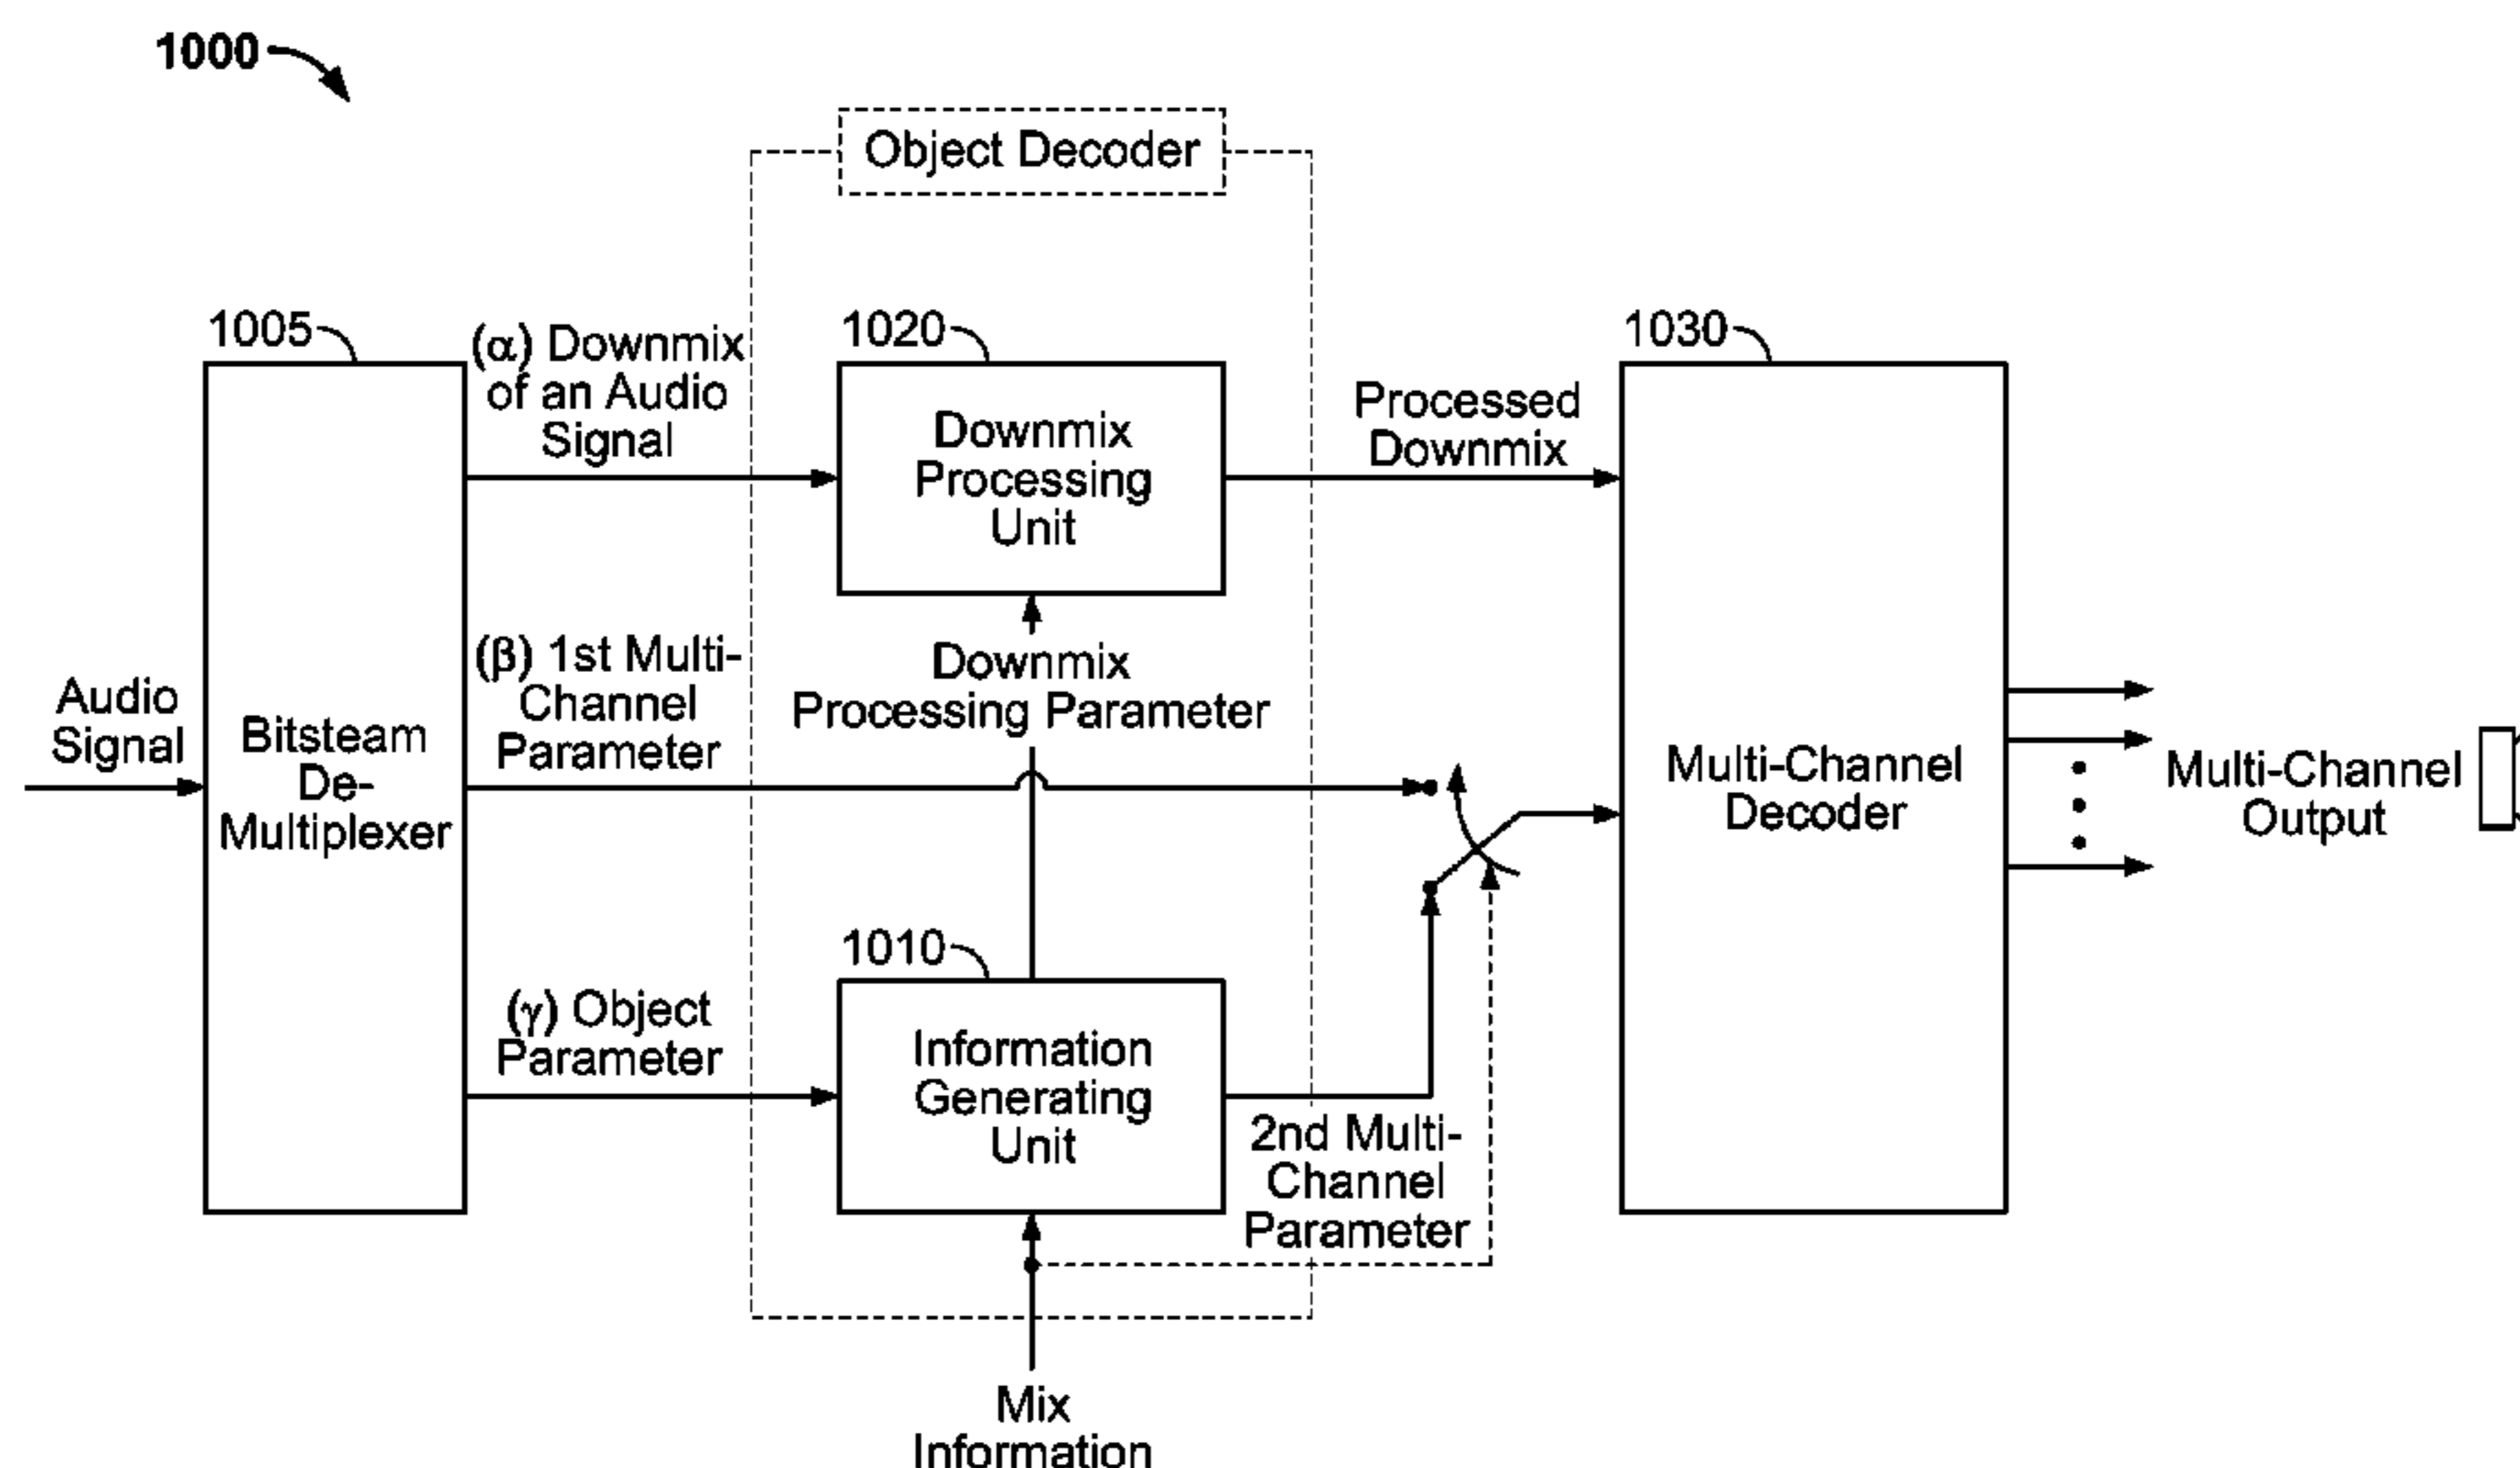 1000
Object Decoder
1005
(α) Downmix
of an Audio
Signal
1020
Downmix
Processing
Unit
Processed
Downmix
1030
Audio
Signal
Bitsteam
De-
Multiplexer
(β) 1st Multi-
Channel
Parameter
Downmix
Processing Parameter
Multi-Channel
Decoder
Multi-Channel
Output
(γ) Object
Parameter
1010
Information
Generating
Unit
2nd Multi-
Channel
Parameter
Mix
Information